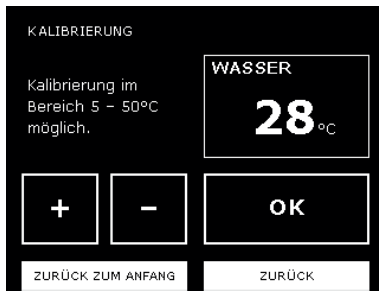 KALIBRIERUNG
Kalibrierung im
Bereich 5 – 50°C
möglich.
WASSER
28°C
+ – OK
ZURÜCK ZUM ANFANG ZURÜCK